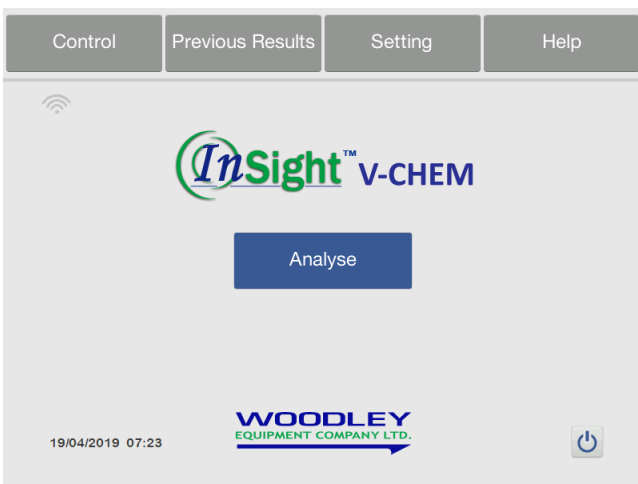 Control Previous Results Setting Help
InSight™ V-CHEM
Analyse
WOODLEY
EQUIPMENT COMPANY LTD.
19/04/2019 07:23